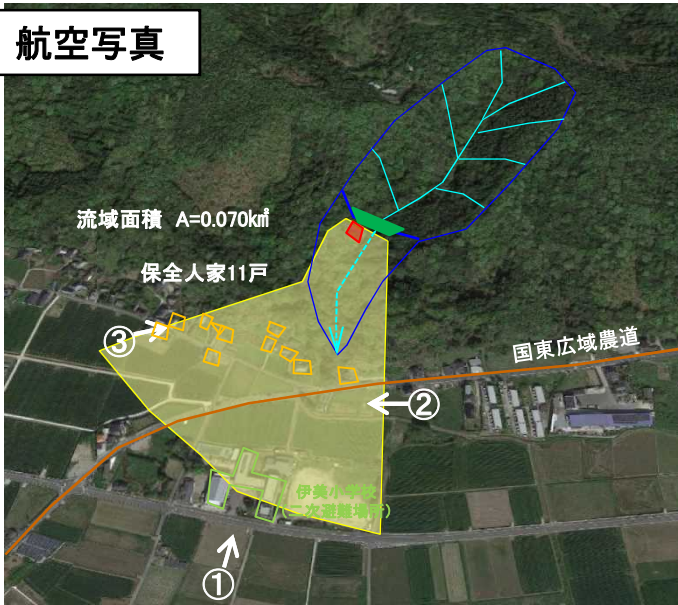 航空写真
流域面積 A=0.070k㎡
保全人家11戸
③
国東広域農道
②
伊美小学校
(二次避難場所)
①